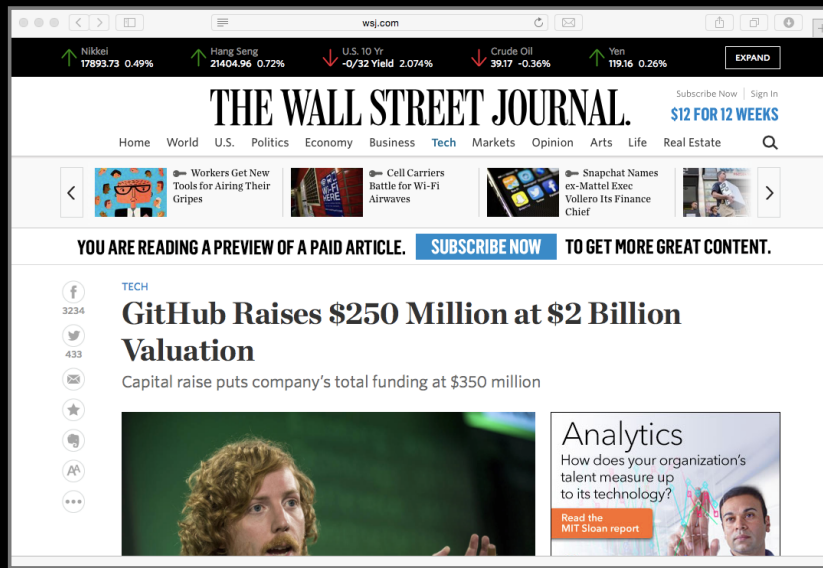 wsj.com
Nikkei
17893.73 0.49%
Hang Seng
21404.96 0.72%
U.S. 10 Yr
-0/32 Yield 2.074%
Crude Oil
39.17 -0.36%
Yen
119.16 0.26%
EXPAND
THE WALL STREET JOURNAL.
Subscribe Now | Sign In
$12 FOR 12 WEEKS
Home World U.S. Politics Economy Business Tech Markets Opinion Arts Life Real Estate
Workers Get New
Tools for Airing Their
Gripes
WI-FI
HERE
Cell Carriers
Battle for Wi-Fi
Airwaves
Snapchat Names
ex-Mattel Exec
Vollero Its Finance
Chief
YOU ARE READING A PREVIEW OF A PAID ARTICLE. SUBSCRIBE NOW TO GET MORE GREAT CONTENT.
3234
433
TECH
GitHub Raises $250 Million at $2 Billion
Valuation
Capital raise puts company's total funding at $350 million
Analytics
How does your organization's
talent measure up
to its technology?
Read the
MIT Sloan report